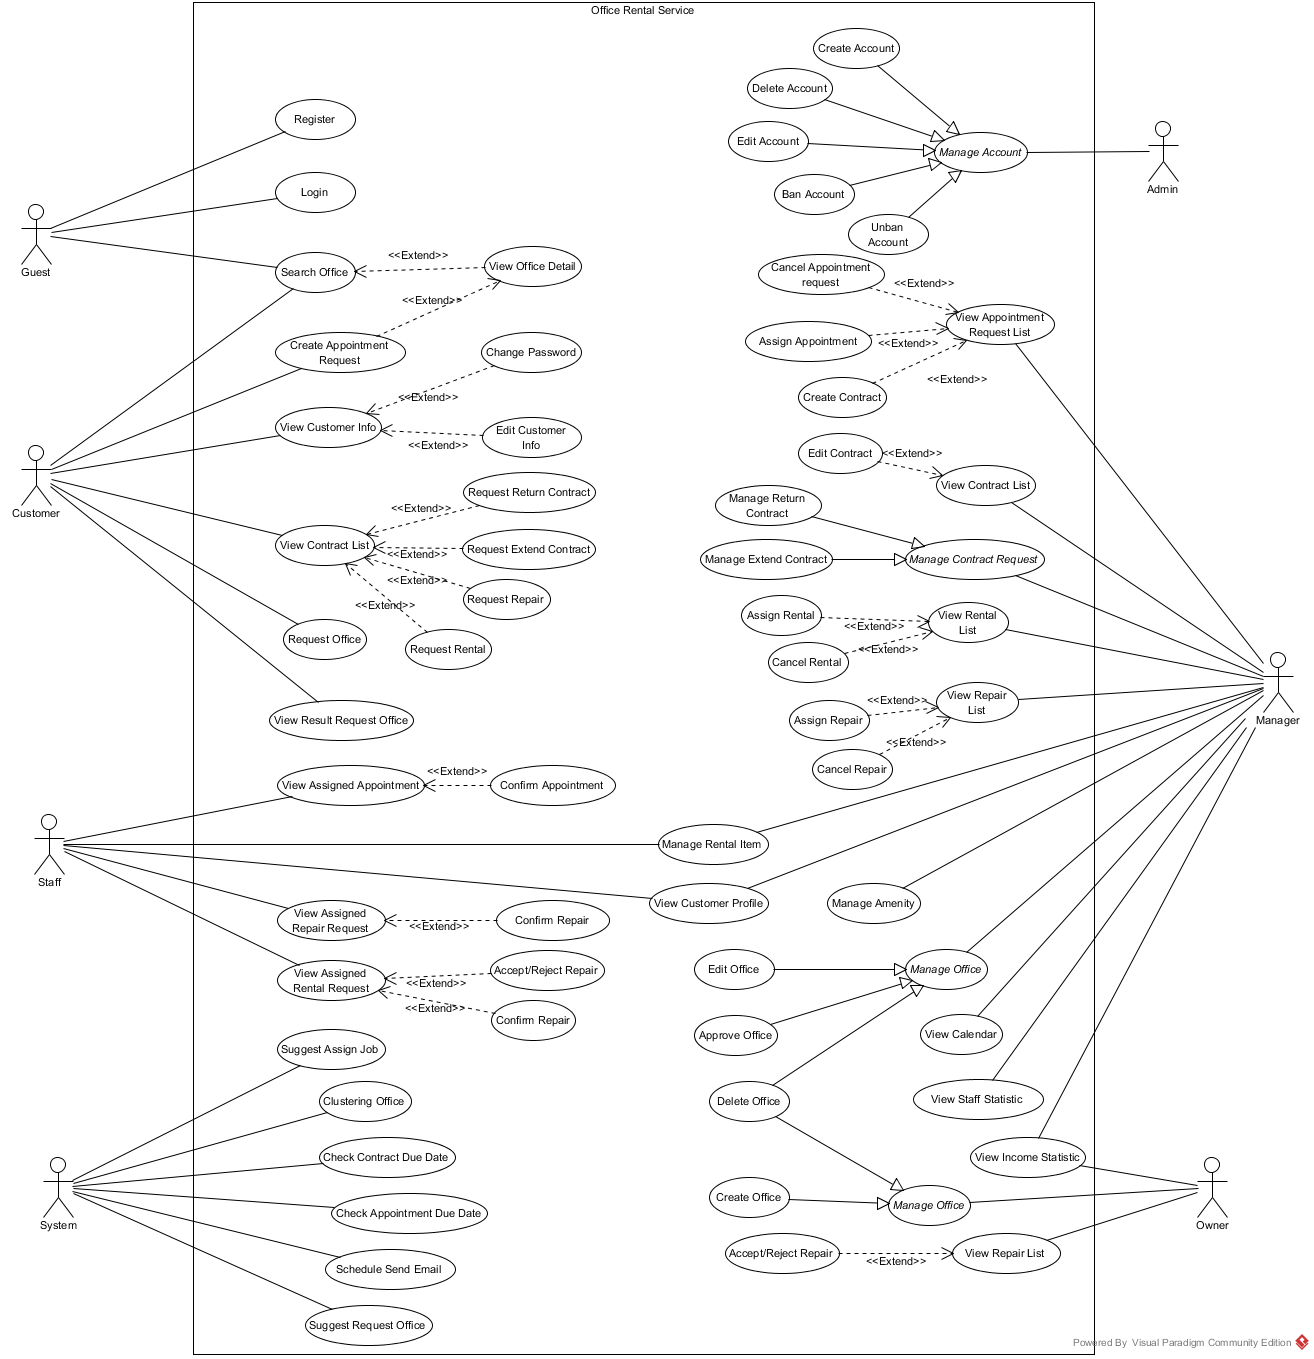 Office Rental Service
Create Account
Delete Account
Edit Account
Manage Account
Ban Account
Unban
Account
Admin
Register
Login
Guest
Search Office
<<Extend>>
View Office Detail
<<Extend>>
Create Appointment
Request
Change Password
<<Extend>>
View Customer Info
Edit Customer
Info
<<Extend>>
Customer
Request Return Contract
<<Extend>>
View Contract List
Request Extend Contract
<<Extend>>
<<Extend>>
Request Repair
<<Extend>>
Request Office
Request Rental
View Result Request Office
Cancel Appointment
request
<<Extend>>
View Appointment
Request List
Assign Appointment
<<Extend>>
<<Extend>>
Create Contract
Edit Contract
<<Extend>>
View Contract List
Manage Return
Contract
Manage Extend Contract
Manage Contract Request
Assign Rental
<<Extend>>
View Rental
List
<<Extend>>
Cancel Rental
<<Extend>>
View Repair
List
Assign Repair
<<Extend>>
Cancel Repair
Manager
View Assigned Appointment
<<Extend>>
Confirm Appointment
Staff
Manage Rental Item
View Customer Profile
Manage Amenity
View Assigned
Repair Request
<<Extend>>
Confirm Repair
View Assigned
Rental Request
Accept/Reject Repair
<<Extend>>
<<Extend>>
Confirm Repair
Edit Office
Manage Office
Approve Office
View Calendar
Delete Office
View Staff Statistic
View Income Statistic
Suggest Assign Job
Clustering Office
Check Contract Due Date
System
Check Appointment Due Date
Schedule Send Email
Suggest Request Office
Create Office
Manage Office
Owner
Accept/Reject Repair
<<Extend>>
View Repair List
Powered By Visual Paradigm Community Edition